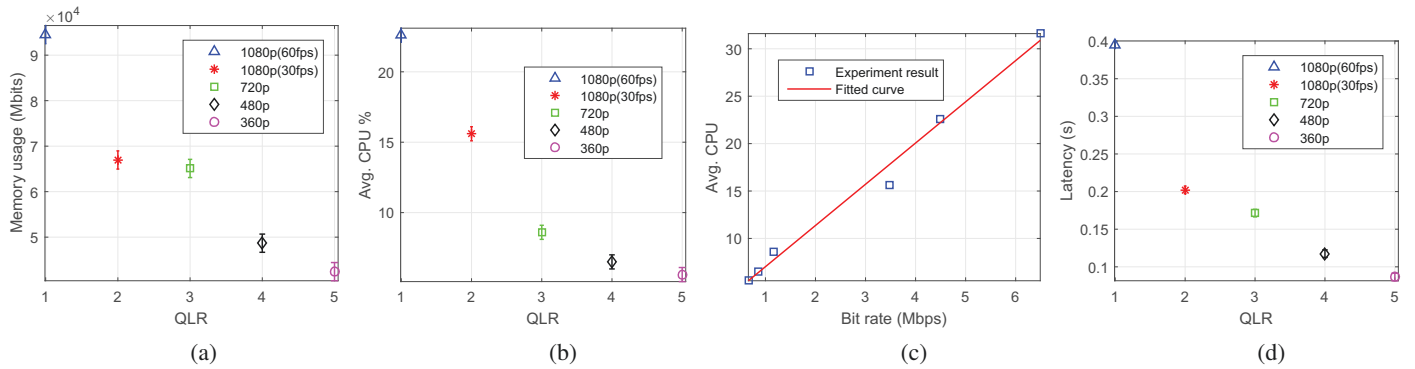 ×10⁴
Memory usage (Mbits)
9
8
7
6
5
1 2 3 4 5
QLR
1080p(60fps)
1080p(30fps)
720p
480p
360p
(a)
Avg. CPU %
20
15
10
1 2 3 4 5
QLR
1080p(60fps)
1080p(30fps)
720p
480p
360p
(b)
Avg. CPU
30
25
20
15
10
1 2 3 4 5 6
Bit rate (Mbps)
Experiment result
Fitted curve
(c)
Latency (s)
0.4
0.35
0.3
0.25
0.2
0.15
0.1
1 2 3 4 5
QLR
1080p(60fps)
1080p(30fps)
720p
480p
360p
(d)